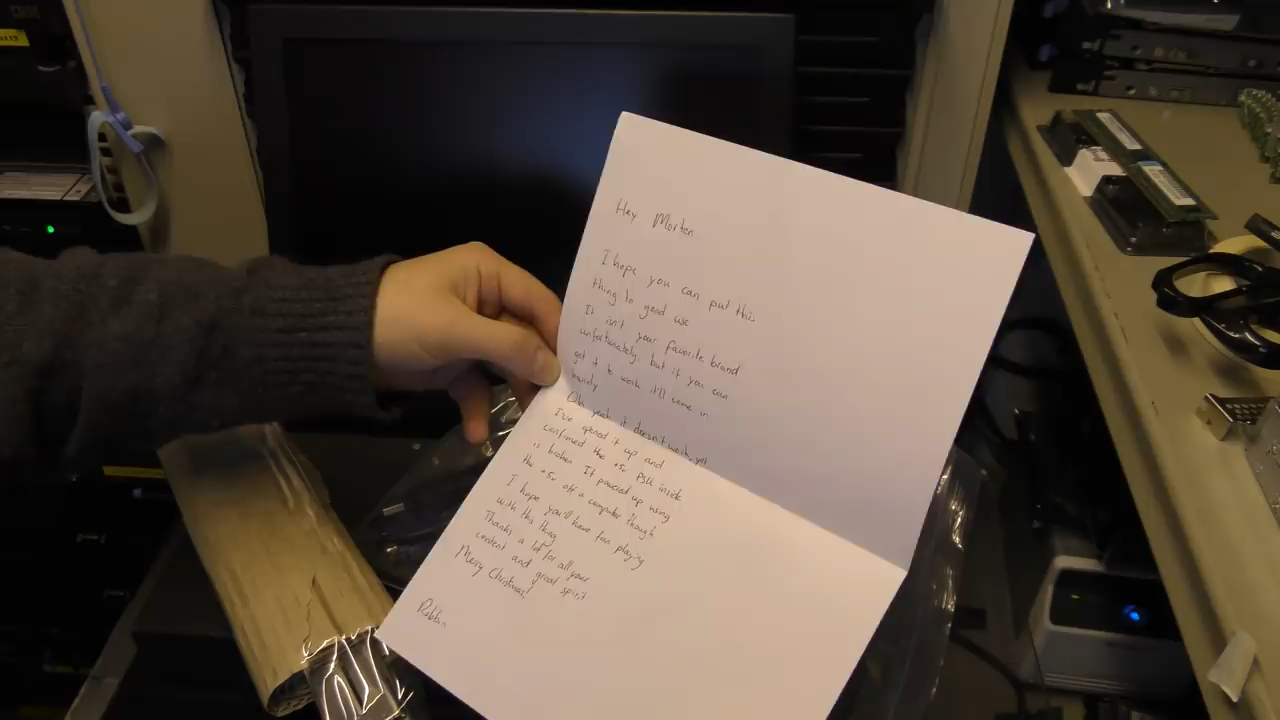 Hey Morten
I hope you can put this
thing to good use
It isn't your favorite brand
unfortunately, but if you can
get it to work it'll come in
handy
Oh yeah it doesn't work, yet
I've opened it up and
confirmed the +5v PSU inside
is broken It powered up using
the +5v off a computer though
I hope you'll have fun playing
with this thing
Thanks a lot for all your
content and great spirit
Merry Christmas!
Robbin
IBM